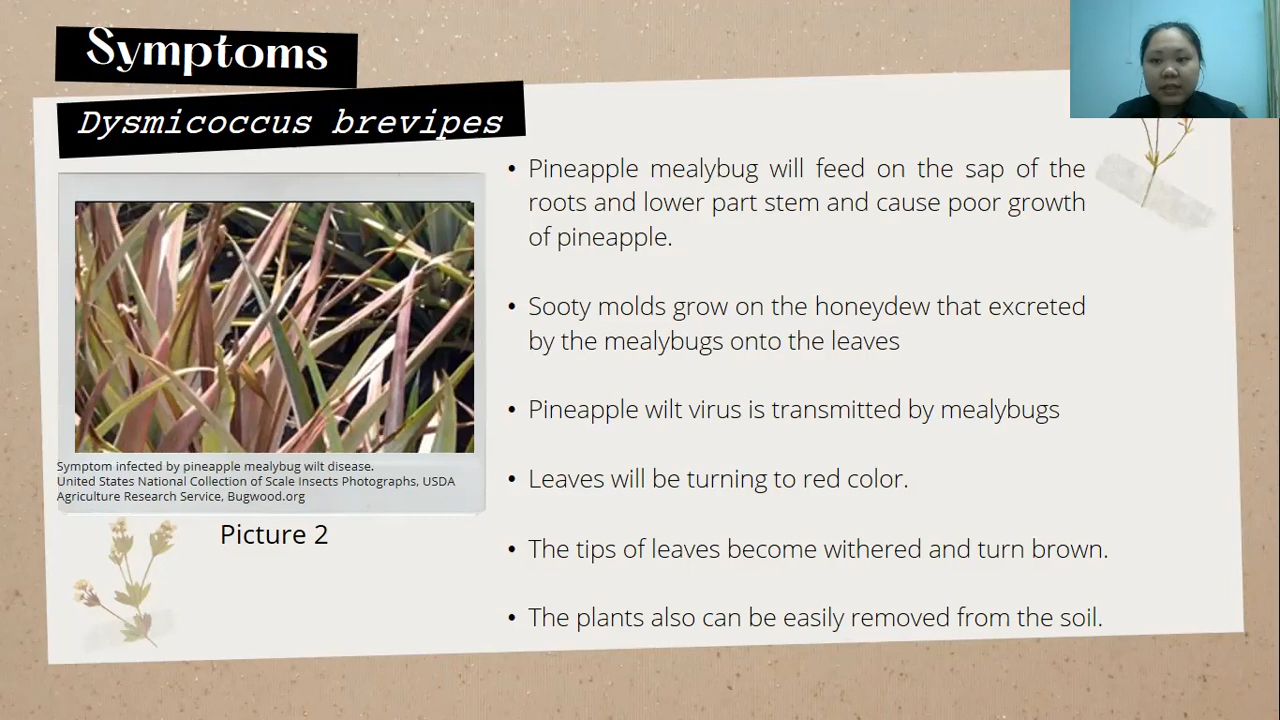 Symptoms
Dysmicoccus brevipes
• Pineapple mealybug will feed on the sap of the
roots and lower part stem and cause poor growth
of pineapple.
• Sooty molds grow on the honeydew that excreted
by the mealybugs onto the leaves
• Pineapple wilt virus is transmitted by mealybugs
• Leaves will be turning to red color.
• The tips of leaves become withered and turn brown.
• The plants also can be easily removed from the soil.
Symptom infected by pineapple mealybug wilt disease.
United States National Collection of Scale Insects Photographs, USDA
Agriculture Research Service, Bugwood.org
Picture 2